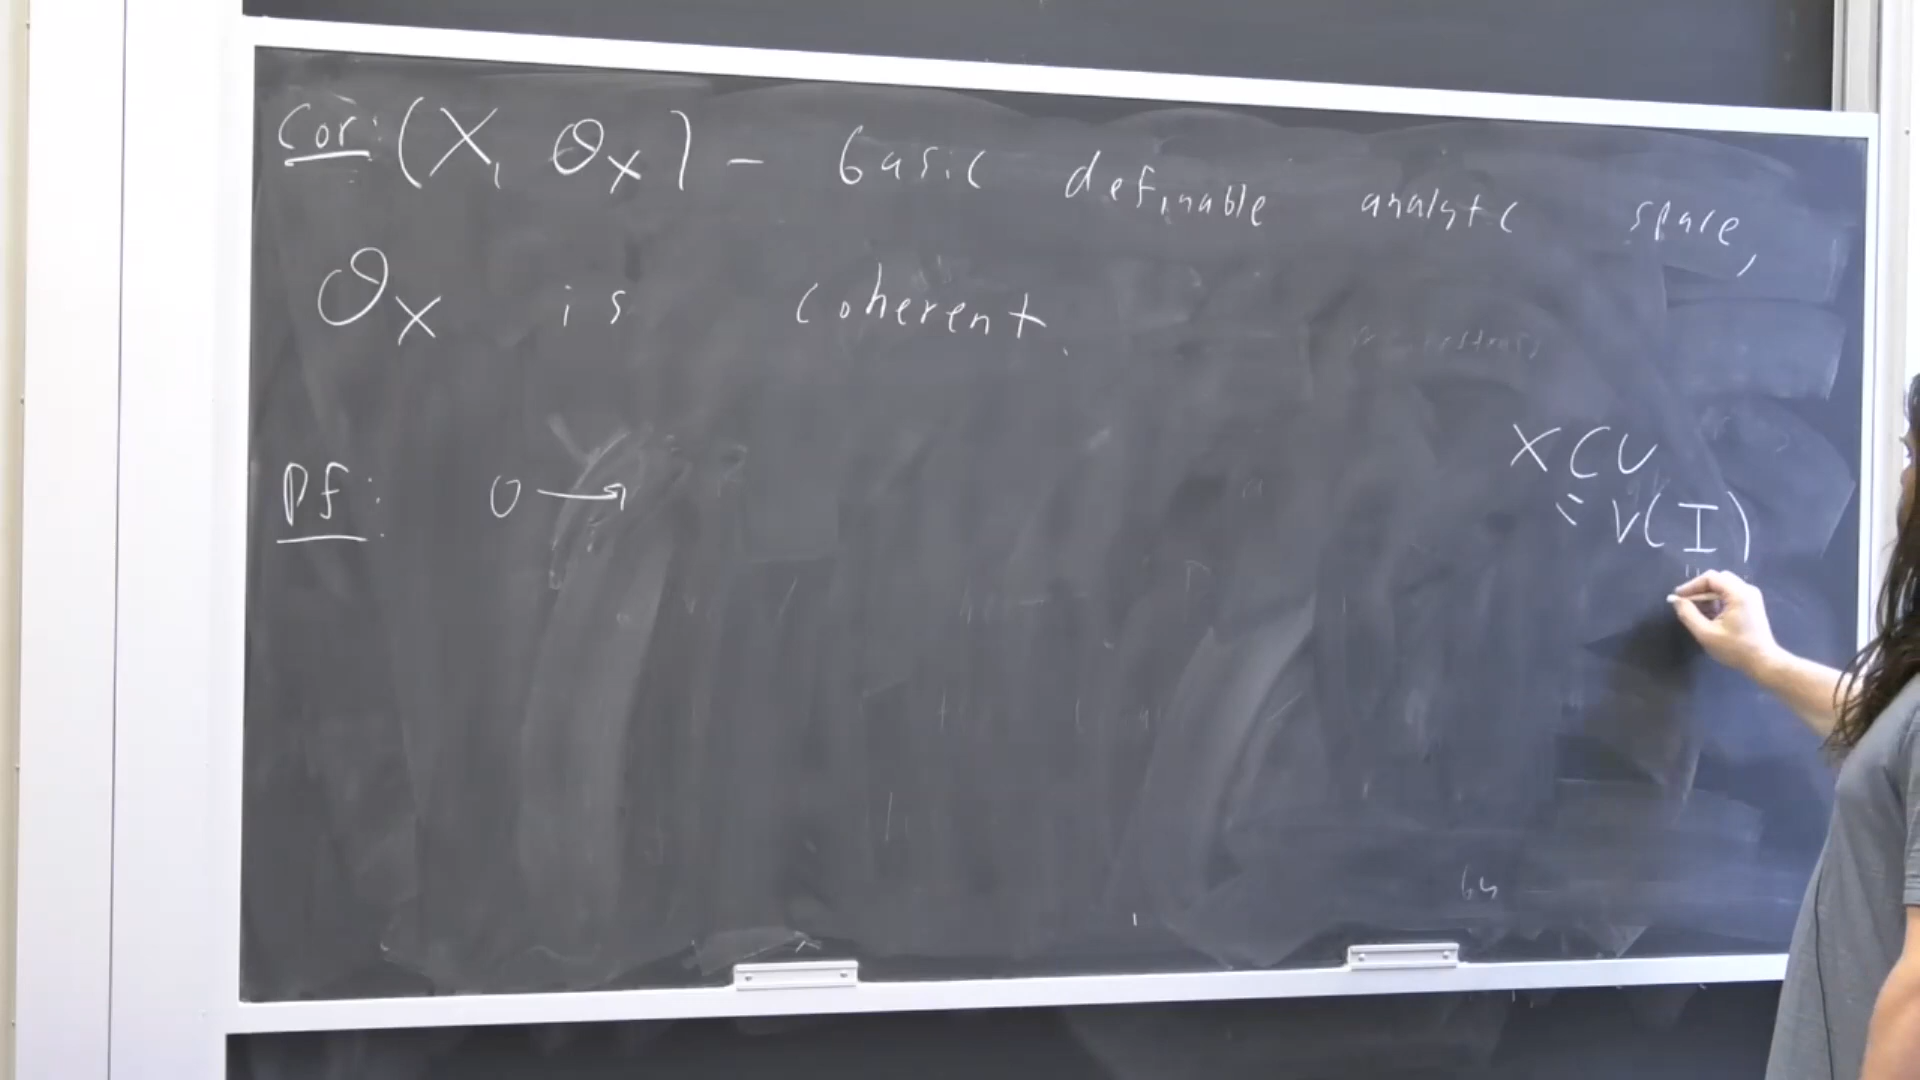 Cor: (X, 𝒪_X) - basic definable analytic space,
𝒪_X is coherent.
Pf: 0 →
X ⊂ U
= V(I)